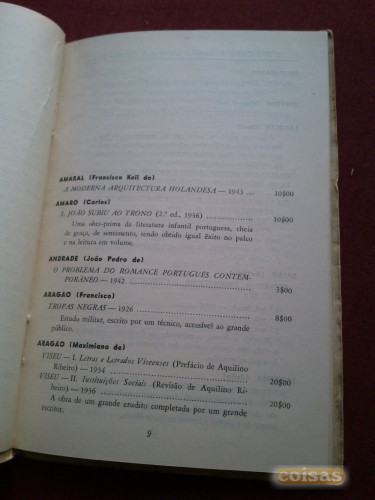 AMARAL (Francisco Keil do)
A MODERNA ARQUITECTURA HOLANDESA — 1943 ... 10$00
AMARO (Carlos)
S. JOÃO SUBIU AO TRONO (2.ª ed., 1936) ........................ 10$00
Uma obra-prima da literatura infantil portuguesa, cheia
de graça, de sentimento, tendo obtido igual êxito no palco
e na leitura em volume.
ANDRADE (João Pedro de)
O PROBLEMA DO ROMANCE PORTUGUÊS CONTEM-
PORÂNEO — 1942 ........................ 3$00
ARAGÃO (Francisco)
TROPAS NEGRAS — 1926 ........................ 8$00
Estudo militar, escrito por um técnico, accessível ao grande
público.
ARAGÃO (Maximiano de)
VISEU — I. Letras e Letrados Viseenses (Prefácio de Aquilino
Ribeiro) — 1934 ........................ 20$00
VISEU — II. Instituïções Sociais (Revisão de Aquilino Ri-
beiro) — 1936 ........................ 20$00
A obra de um grande erudito completada por um grande
escritor.
9
coisas